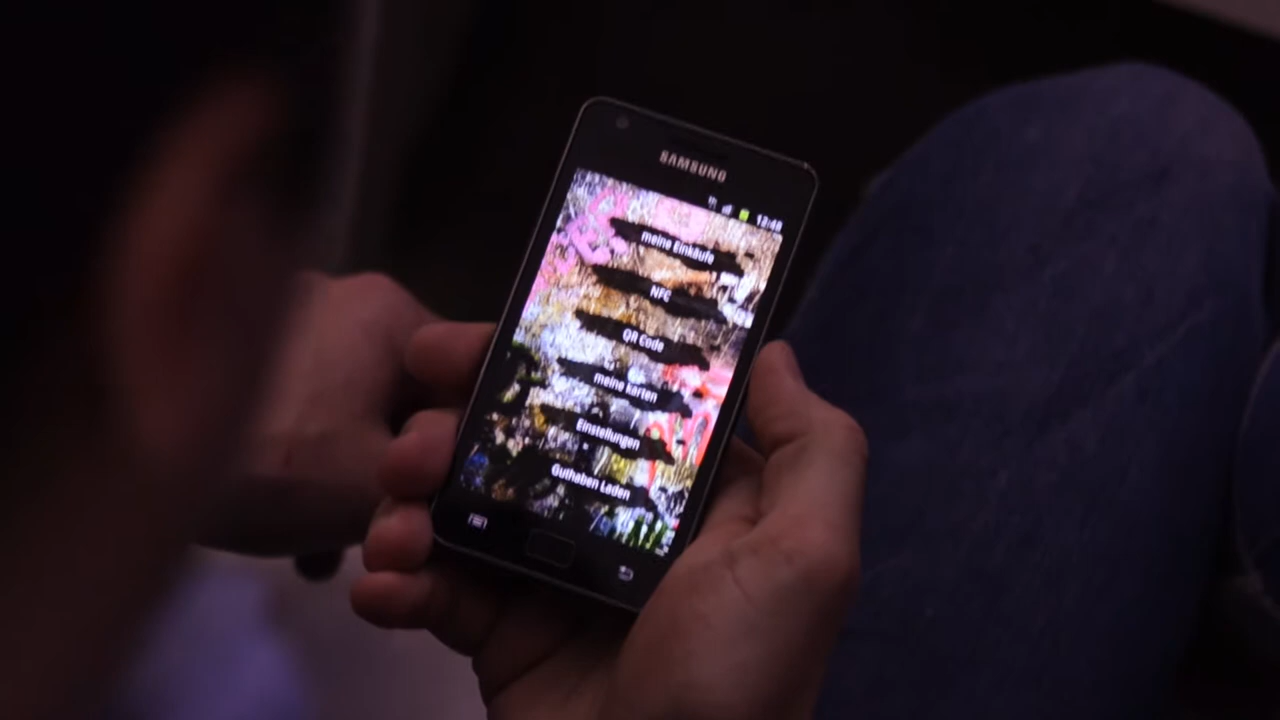 SAMSUNG
12:48
meine Einkäufe
NFC
QR Code
meine karten
Einstellungen
Guthaben Laden